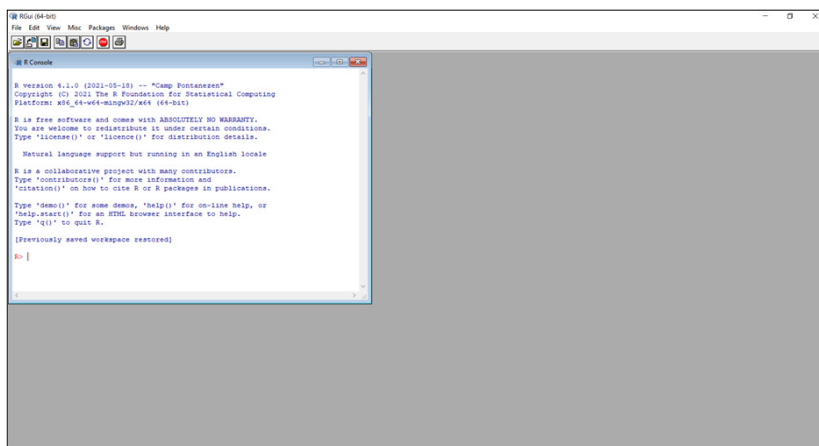 RGui (64-bit)
File Edit View Misc Packages Windows Help
STOP
R Console
R version 4.1.0 (2021-05-18) -- "Camp Pontanezen"
Copyright (C) 2021 The R Foundation for Statistical Computing
Platform: x86_64-w64-mingw32/x64 (64-bit)
R is free software and comes with ABSOLUTELY NO WARRANTY.
You are welcome to redistribute it under certain conditions.
Type 'license()' or 'licence()' for distribution details.
Natural language support but running in an English locale
R is a collaborative project with many contributors.
Type 'contributors()' for more information and
'citation()' on how to cite R or R packages in publications.
Type 'demo()' for some demos, 'help()' for on-line help, or
'help.start()' for an HTML browser interface to help.
Type 'q()' to quit R.
[Previously saved workspace restored]
R>